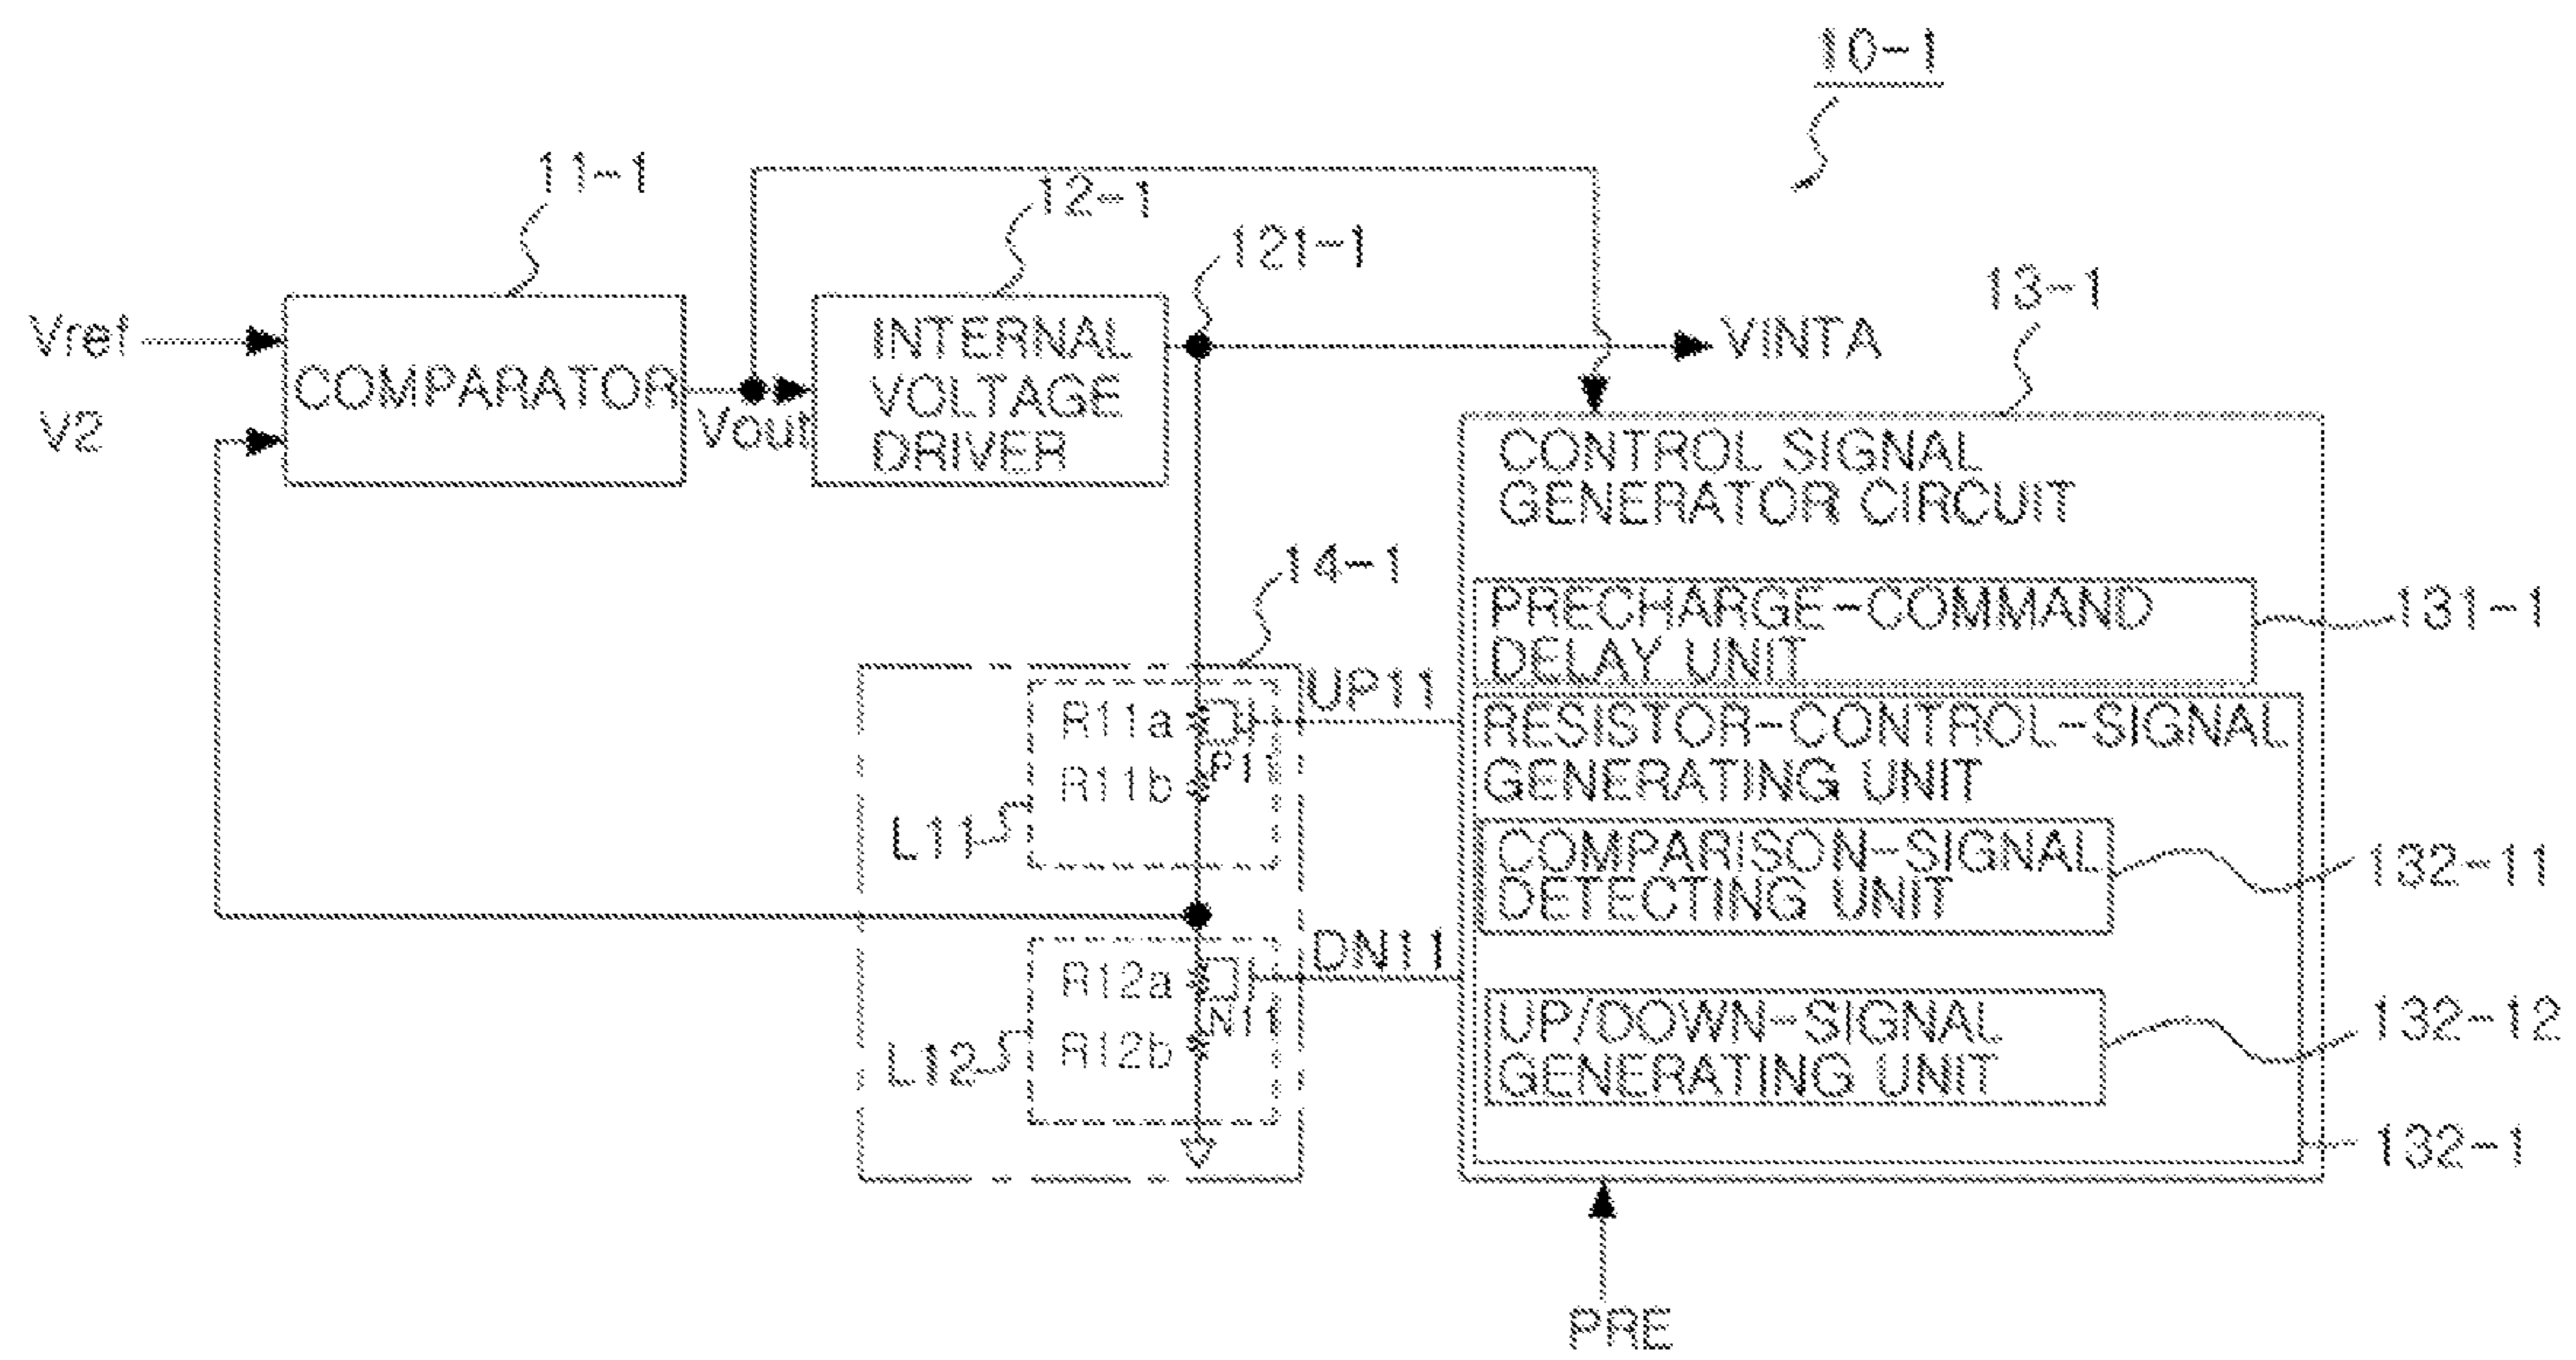 10-1
11-1
12-1
121-1
13-1
Vref
V2
COMPARATOR
Vout
INTERNAL
VOLTAGE
DRIVER
VINTA
CONTROL SIGNAL
GENERATOR CIRCUIT
14-1
PRECHARGE-COMMAND
DELAY UNIT
131-1
R11a
P11
R11b
L11
UP11
RESISTOR-CONTROL-SIGNAL
GENERATING UNIT
COMPARISON-SIGNAL
DETECTING UNIT
132-11
R12a
N11
R12b
L12
DN11
UP/DOWN-SIGNAL
GENERATING UNIT
132-12
132-1
PRE